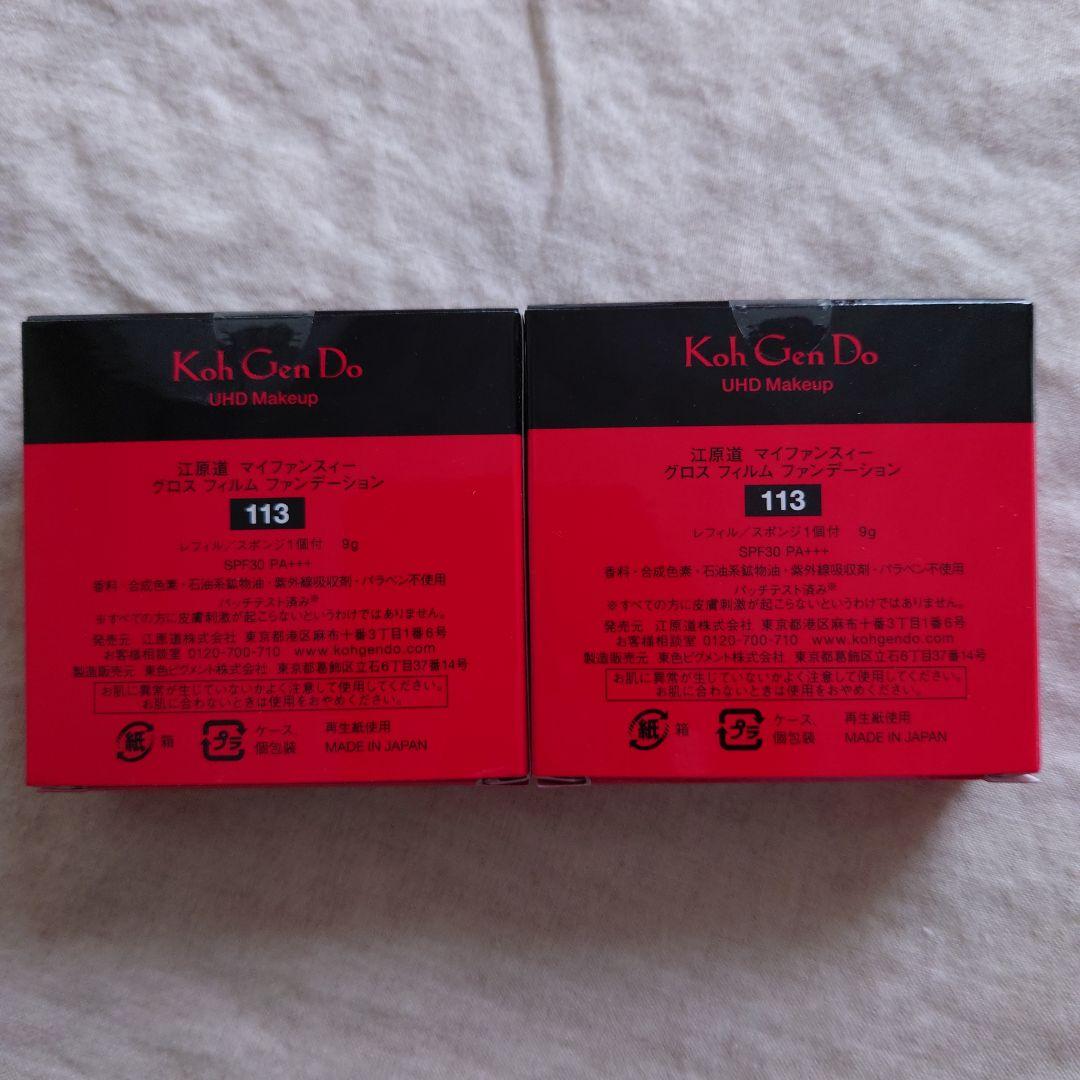 Koh Gen Do
UHD Makeup
江原道 マイファンスィー
グロス フィルム ファンデーション
113
レフィル／スポンジ1個付 9g
SPF30 PA+++
香料・合成色素・石油系鉱物油・紫外線吸収剤・パラベン不使用
パッチテスト済み※
※すべての方に皮膚刺激が起こらないというわけではありません。
発売元 江原道株式会社 東京都港区麻布十番3丁目1番6号
お客様相談室 0120-700-710 www.kohgendo.com
製造販売元 東色ピグメント株式会社 東京都葛飾区立石6丁目37番14号
お肌に異常が生じていないかよく注意して使用してください。
お肌に合わないときは使用をおやめください。
紙 箱
プラ ケース、
個包装
再生紙使用
MADE IN JAPAN
Koh Gen Do
UHD Makeup
江原道 マイファンスィー
グロス フィルム ファンデーション
113
レフィル／スポンジ1個付 9g
SPF30 PA+++
香料・合成色素・石油系鉱物油・紫外線吸収剤・パラベン不使用
パッチテスト済み※
※すべての方に皮膚刺激が起こらないというわけではありません。
発売元 江原道株式会社 東京都港区麻布十番3丁目1番6号
お客様相談室 0120-700-710 www.kohgendo.com
製造販売元 東色ピグメント株式会社 東京都葛飾区立石6丁目37番14号
お肌に異常が生じていないかよく注意して使用してください。
お肌に合わないときは使用をおやめください。
紙 箱
プラ ケース、
個包装
再生紙使用
MADE IN JAPAN